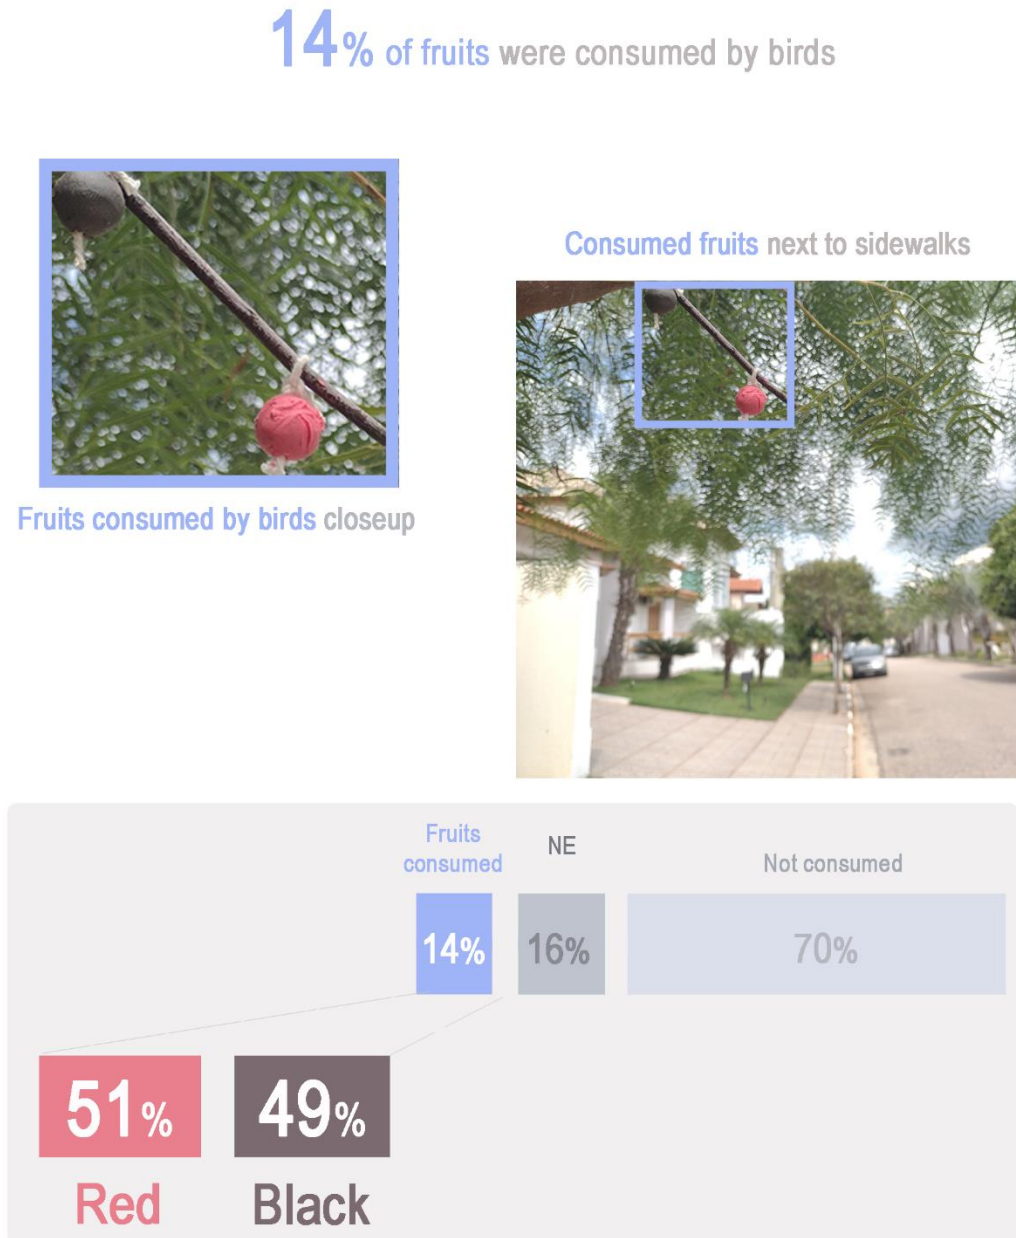 14% of fruits were consumed by birds
Consumed fruits next to sidewalks
Fruits consumed by birds closeup
Fruits
consumed
NE
Not consumed
14%
16%
70%
51%
49%
Red
Black